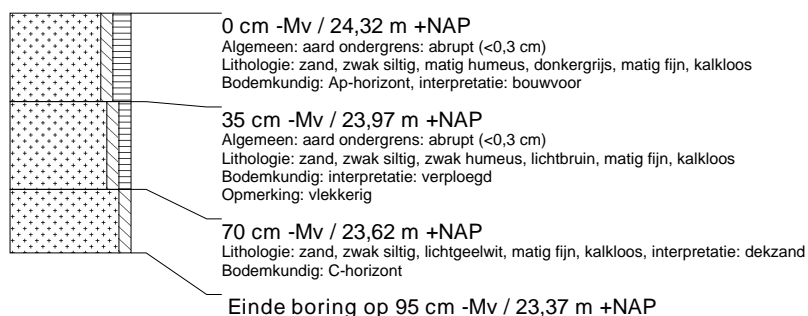 0 cm -Mv / 24,32 m +NAP
Algemeen: aard ondergrens: abrupt (<0,3 cm)
Lithologie: zand, zwak siltig, matig humeus, donkergrijs, matig fijn, kalkloos
Bodemkundig: Ap-horizont, interpretatie: bouwvoor
35 cm -Mv / 23,97 m +NAP
Algemeen: aard ondergrens: abrupt (<0,3 cm)
Lithologie: zand, zwak siltig, zwak humeus, lichtbruin, matig fijn, kalkloos
Bodemkundig: interpretatie: verploegd
Opmerking: vlekkerig
70 cm -Mv / 23,62 m +NAP
Lithologie: zand, zwak siltig, lichtgeelwit, matig fijn, kalkloos, interpretatie: dekzand
Bodemkundig: C-horizont
Einde boring op 95 cm -Mv / 23,37 m +NAP